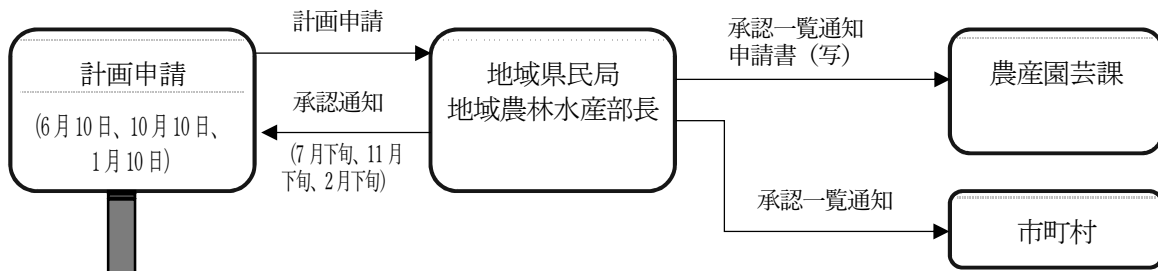 計画申請
(6月10日、10月10日、
1月10日)
計画申請
承認通知
(7月下旬、11月
下旬、2月下旬)
地域県民局
地域農林水産部長
承認一覧通知
申請書（写）
農産園芸課
承認一覧通知
市町村